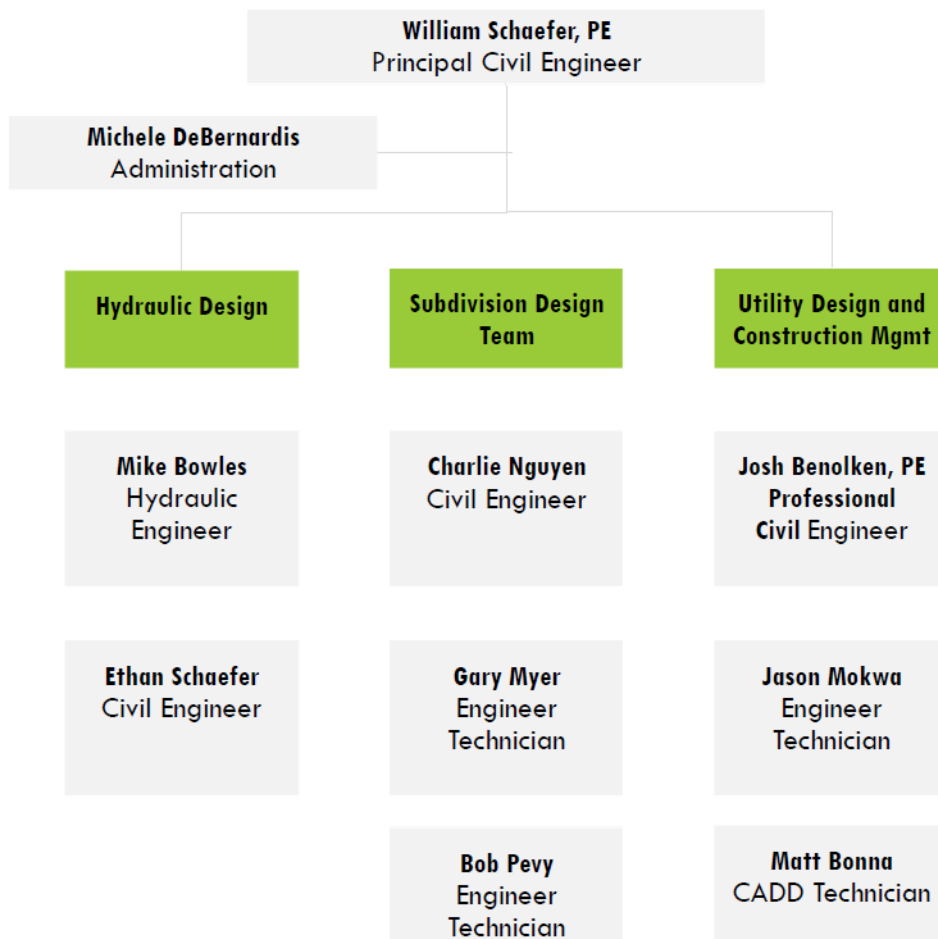 William Schaefer, PE
Principal Civil Engineer
Michele DeBernardis
Administration
Hydraulic Design
Subdivision Design
Team
Utility Design and
Construction Mgmt
Mike Bowles
Hydraulic
Engineer
Charlie Nguyen
Civil Engineer
Josh Benolken, PE
Professional
Civil Engineer
Ethan Schaefer
Civil Engineer
Gary Myer
Engineer
Technician
Jason Mokwa
Engineer
Technician
Bob Pevy
Engineer
Technician
Matt Bonna
CADD Technician